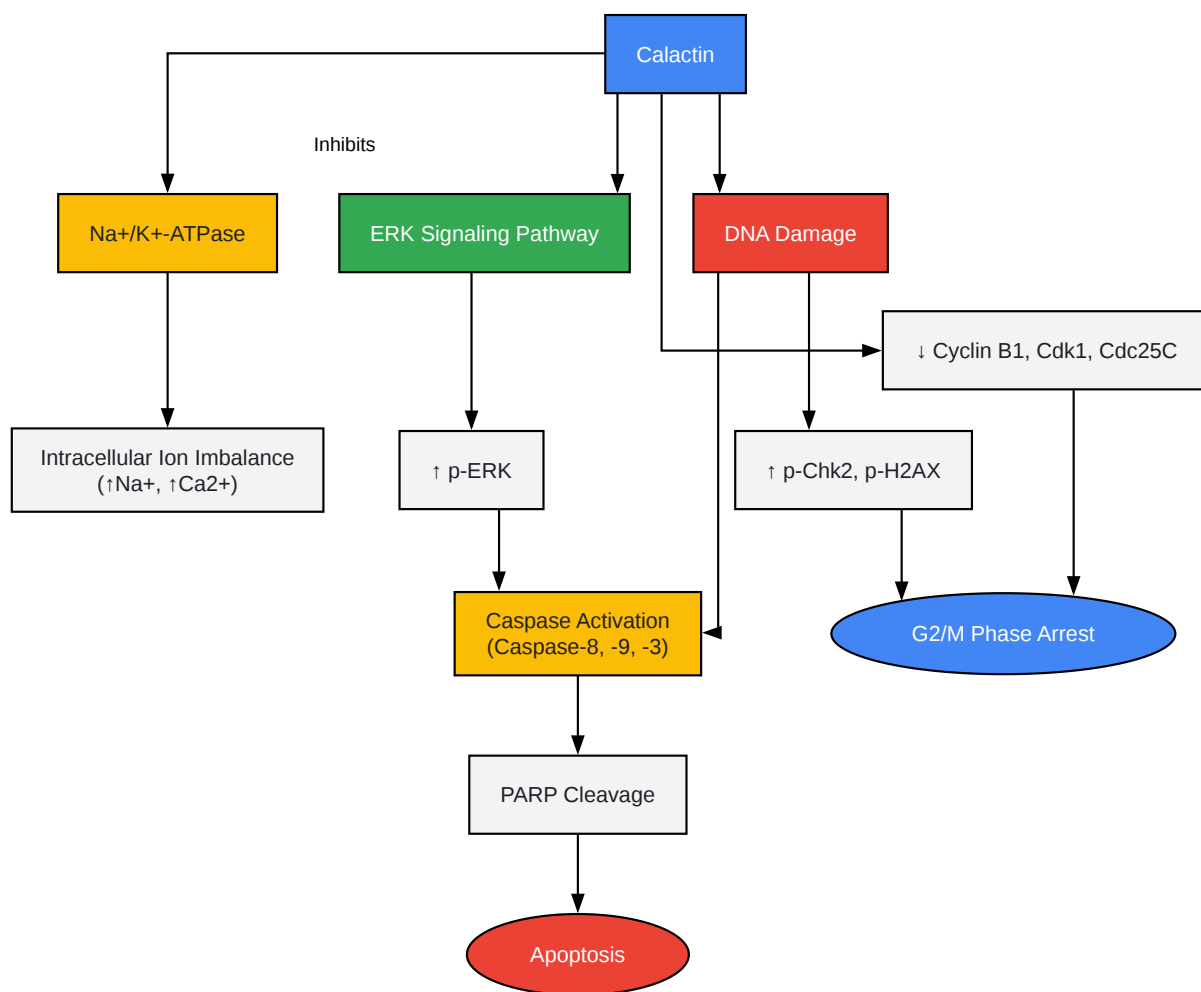 Calactin
Inhibits
Na+/K+-ATPase
ERK Signaling Pathway
DNA Damage
↓ Cyclin B1, Cdk1, Cdc25C
Intracellular Ion Imbalance
(↑Na+, ↑Ca2+)
↑ p-ERK
↑ p-Chk2, p-H2AX
Caspase Activation
(Caspase-8, -9, -3)
G2/M Phase Arrest
PARP Cleavage
Apoptosis